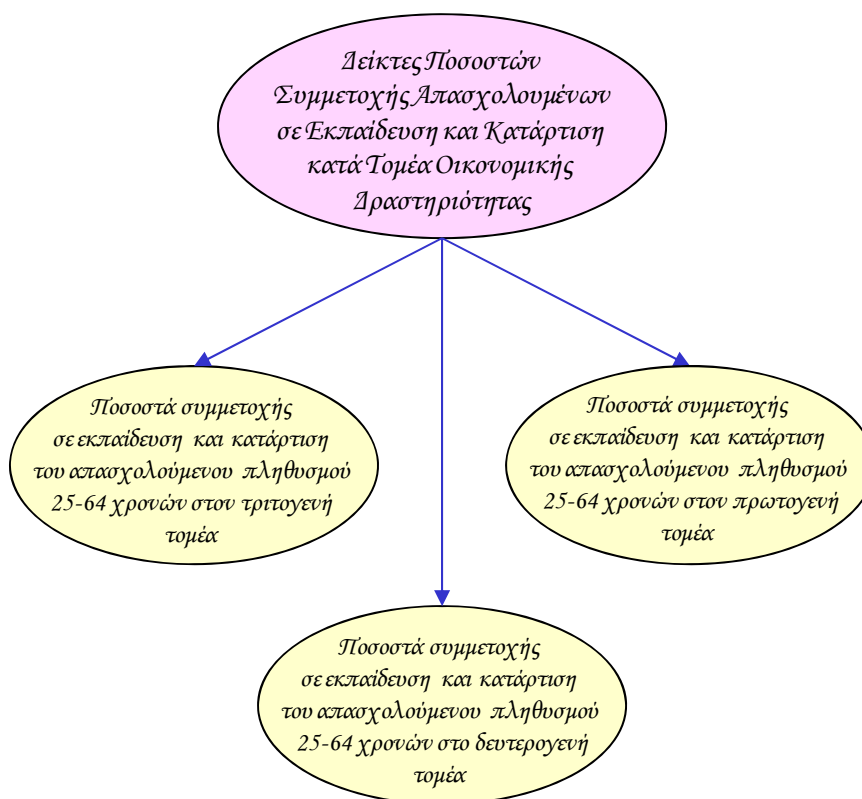 Δείκτες Ποσοστών
Συμμετοχής Απασχολουμένων
σε Εκπαίδευση και Κατάρτιση
κατά Τομέα Οικονομικής
Δραστηριότητας
Ποσοστά συμμετοχής
σε εκπαίδευση και κατάρτιση
του απασχολούμενου πληθυσμού
25-64 χρονών στον τριτογενή
τομέα
Ποσοστά συμμετοχής
σε εκπαίδευση και κατάρτιση
του απασχολούμενου πληθυσμού
25-64 χρονών στον πρωτογενή
τομέα
Ποσοστά συμμετοχής
σε εκπαίδευση και κατάρτιση
του απασχολούμενου πληθυσμού
25-64 χρονών στο δευτερογενή
τομέα